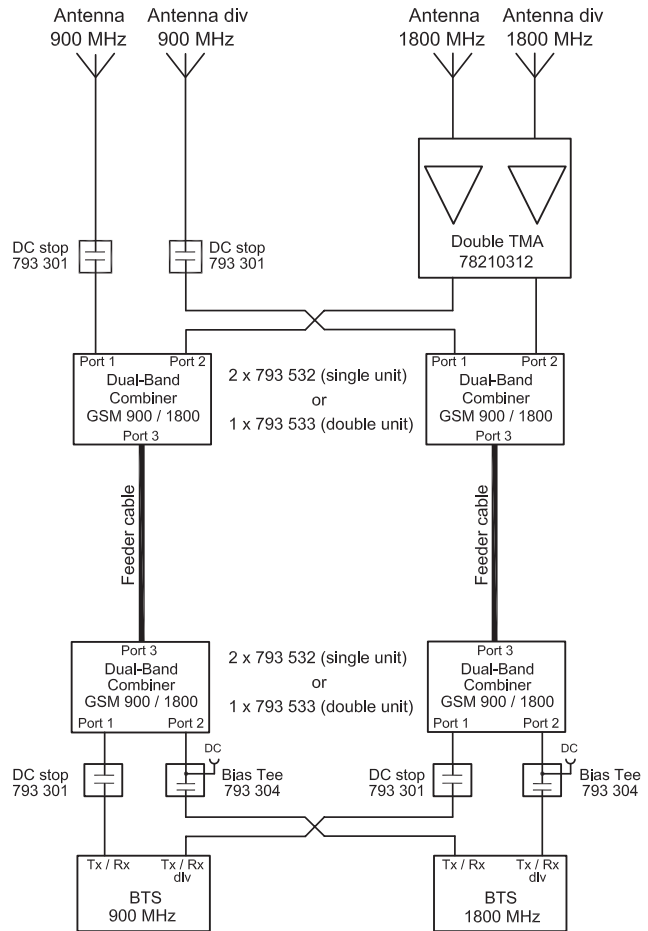 Antenna
900 MHz
Antenna div
900 MHz
Antenna
1800 MHz
Antenna div
1800 MHz
DC stop
793 301
DC stop
793 301
Double TMA
78210312
Port 1
Port 2
Dual-Band
Combiner
GSM 900 / 1800
Port 3
2 x 793 532 (single unit)
or
1 x 793 533 (double unit)
Port 1
Port 2
Dual-Band
Combiner
GSM 900 / 1800
Port 3
Feeder cable
Feeder cable
Port 3
Dual-Band
Combiner
GSM 900 / 1800
Port 1
Port 2
2 x 793 532 (single unit)
or
1 x 793 533 (double unit)
Port 3
Dual-Band
Combiner
GSM 900 / 1800
Port 1
Port 2
DC stop
793 301
DC
Bias Tee
793 304
DC stop
793 301
DC
Bias Tee
793 304
Tx / Rx
Tx / Rx
div
BTS
900 MHz
Tx / Rx
Tx / Rx
div
BTS
1800 MHz